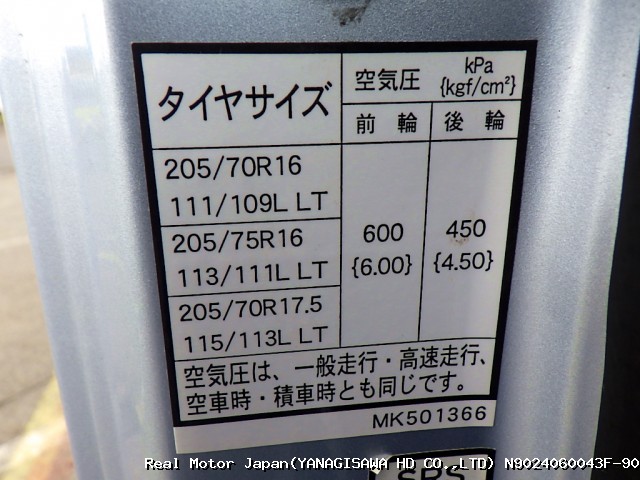 タイヤサイズ
空気圧 kPa
{kgf/cm²}
前輪 後輪
205/70R16
111/109L LT
205/75R16
113/111L LT
205/70R17.5
115/113L LT
600 450
{6.00} {4.50}
空気圧は、一般走行・高速走行、
空車時・積車時とも同じです。
MK501366
Real Motor Japan(YANAGISAWA HD CO.,LTD) N9024060043F-90
SRS